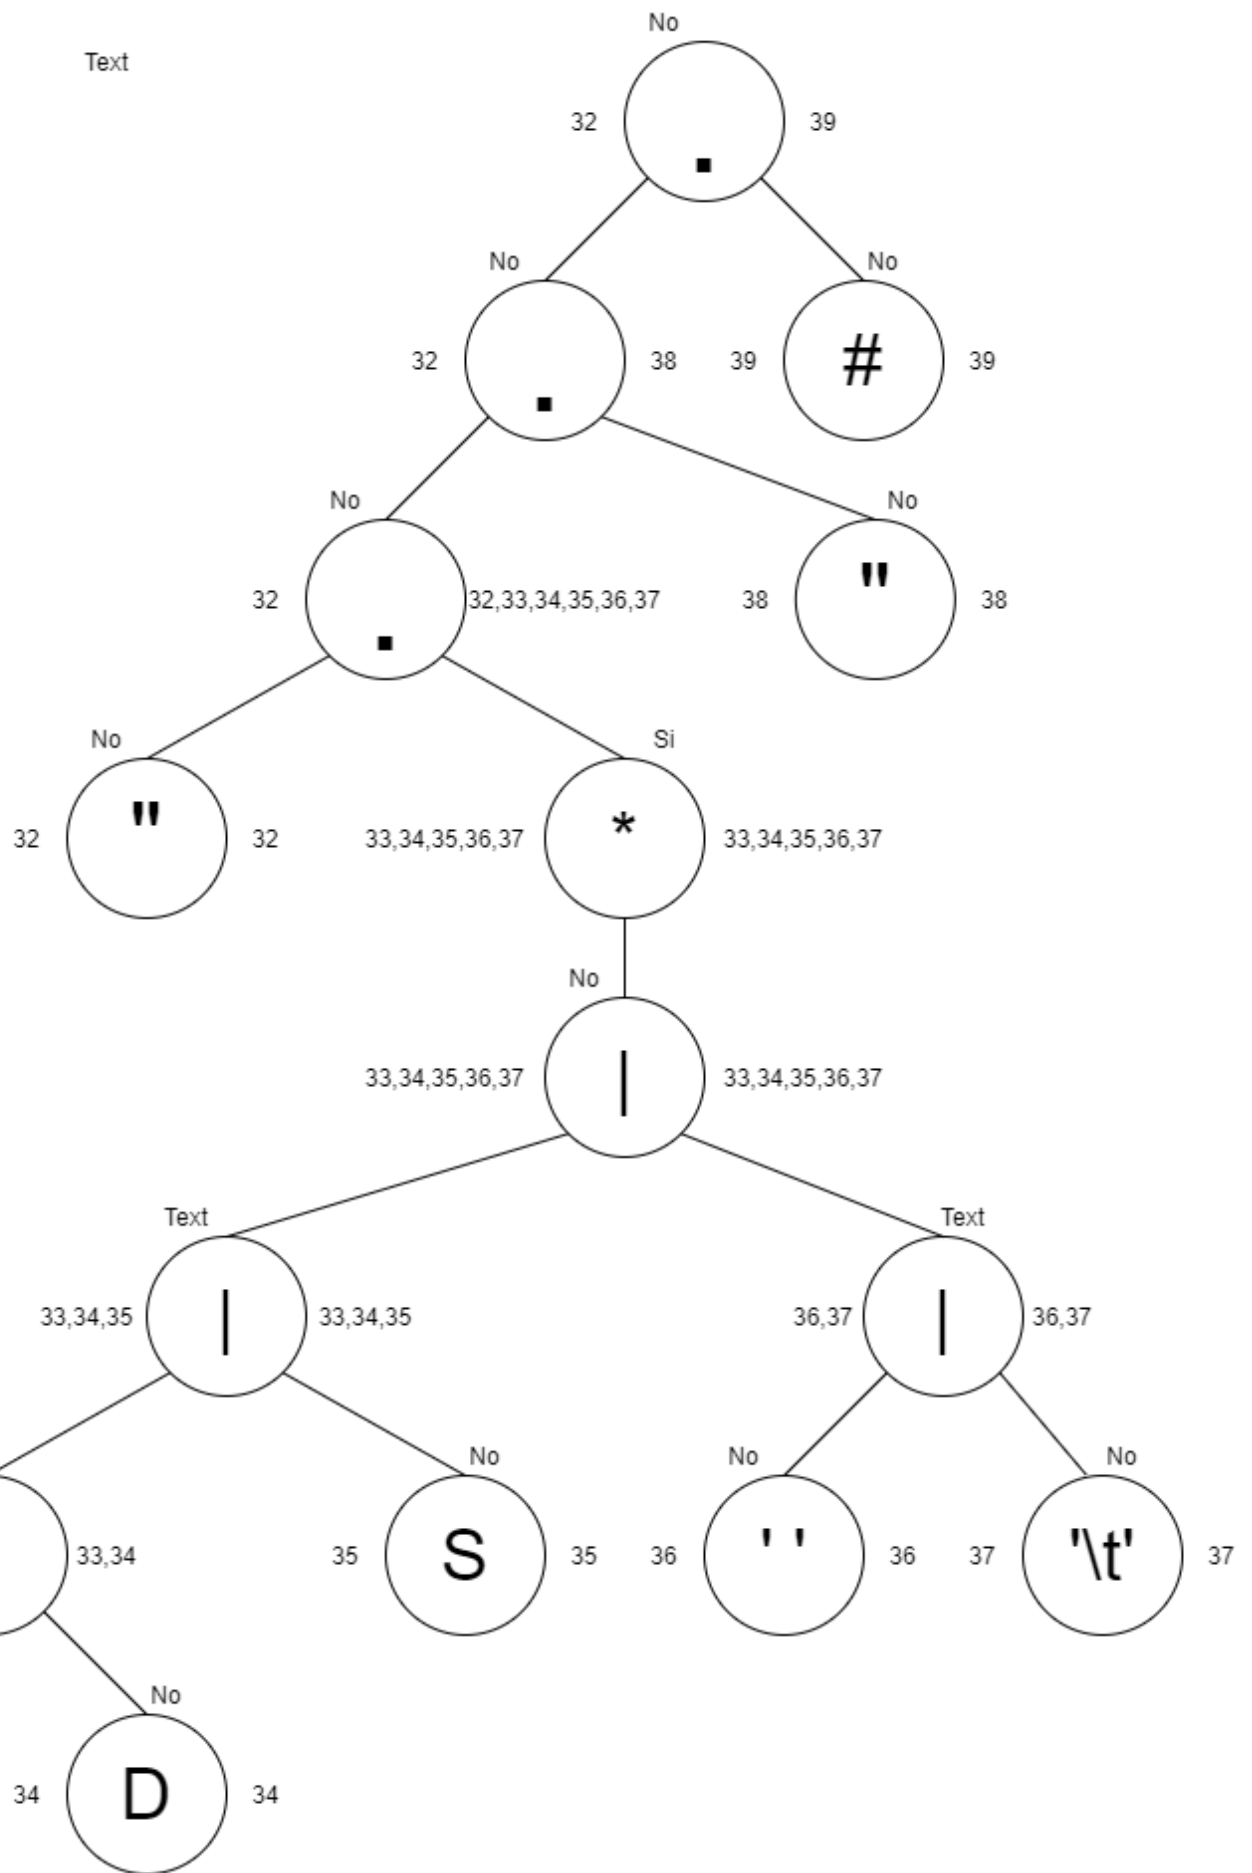 No
Text
32 39
.
No No
32 38 39 # 39
.
No No
32 32,33,34,35,36,37 38 " 38
.
No Si
32 " 32 33,34,35,36,37 * 33,34,35,36,37
No
33,34,35,36,37 | 33,34,35,36,37
Text Text
33,34,35 | 33,34,35 36,37 | 36,37
No No No
33,34 35 S 35 36 ' ' 36 37 '\t' 37
No
34 D 34